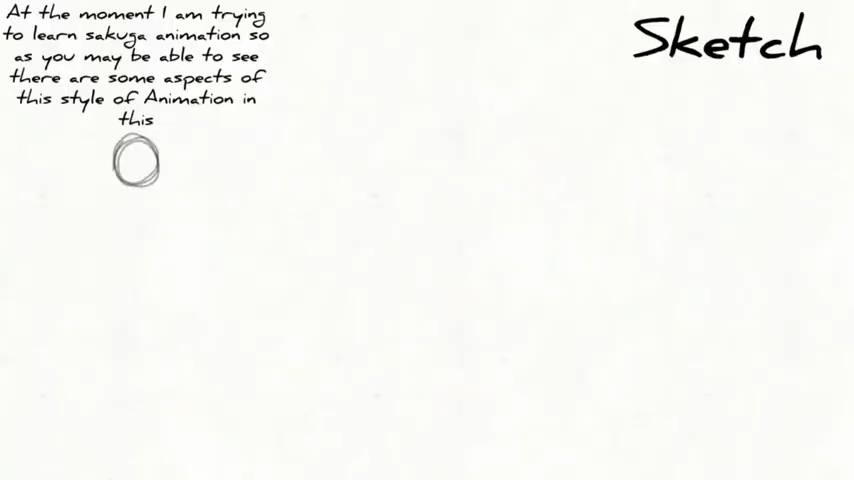 At the moment I am trying
to learn sakuga animation so
as you may be able to see
there are some aspects of
this style of Animation in
this
Sketch